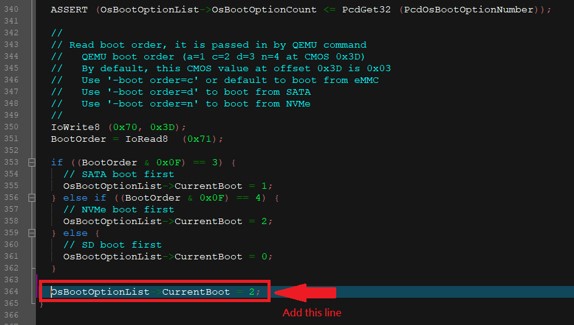 340 ASSERT (OsBootOptionList->OsBootOptionCount <= PcdGet32 (PcdOsBootOptionNumber));
341
342 //
343 // Read boot order, it is passed in by QEMU command
344 //   QEMU boot order (a=1 c=2 d=3 n=4 at CMOS 0x3D)
345 //   By default, this CMOS value at offset 0x3D is 0x03
346 //   Use '-boot order=c' or default to boot from eMMC
347 //   Use '-boot order=d' to boot from SATA
348 //   Use '-boot order=n' to boot from NVMe
349 //
350 IoWrite8 (0x70, 0x3D);
351 BootOrder = IoRead8  (0x71);
352
353 if ((BootOrder & 0x0F) == 3) {
354   // SATA boot first
355   OsBootOptionList->CurrentBoot = 1;
356 } else if ((BootOrder & 0x0F) == 4) {
357   // NVMe boot first
358   OsBootOptionList->CurrentBoot = 2;
359 } else {
360   // SD boot first
361   OsBootOptionList->CurrentBoot = 0;
362 }
363
364 OsBootOptionList->CurrentBoot = 2;
365 }
Add this line